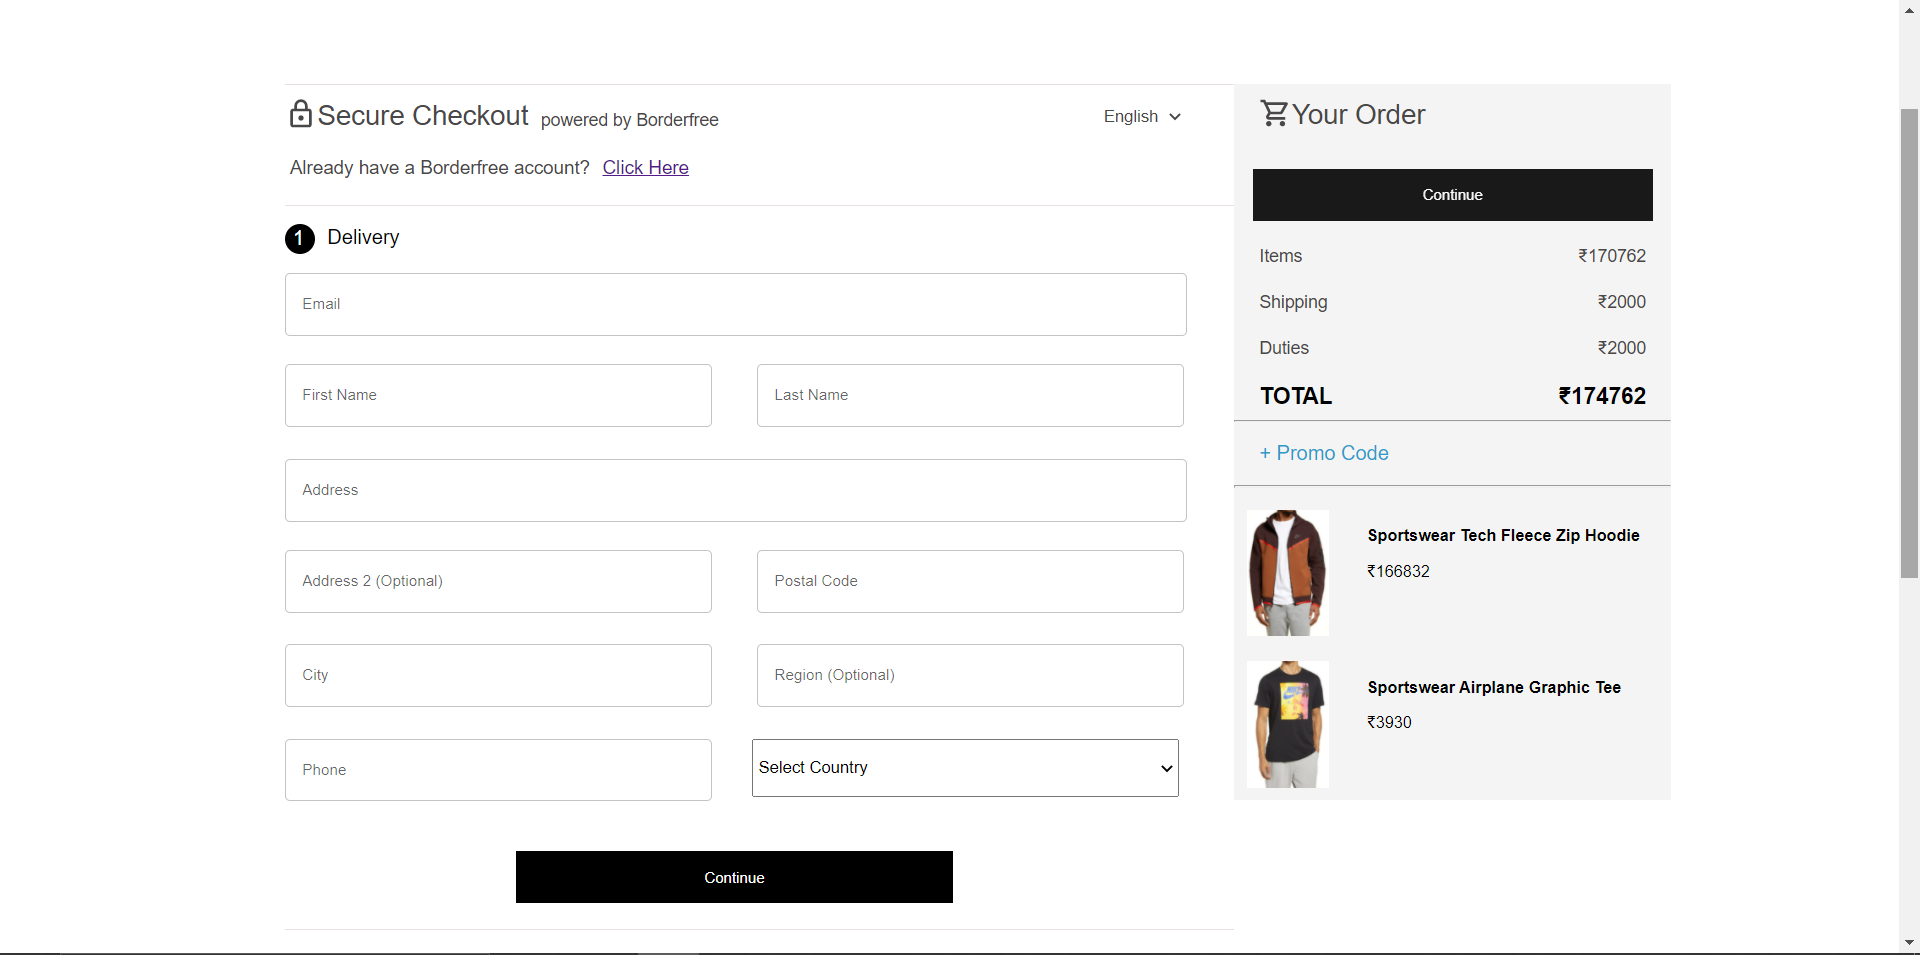 Secure Checkout powered by Borderfree
English
Already have a Borderfree account? Click Here
1 Delivery
Email
First Name
Last Name
Address
Address 2 (Optional)
Postal Code
City
Region (Optional)
Phone
Select Country
Continue
Your Order
Continue
Items ₹170762
Shipping ₹2000
Duties ₹2000
TOTAL ₹174762
+ Promo Code
Sportswear Tech Fleece Zip Hoodie
₹166832
Sportswear Airplane Graphic Tee
₹3930